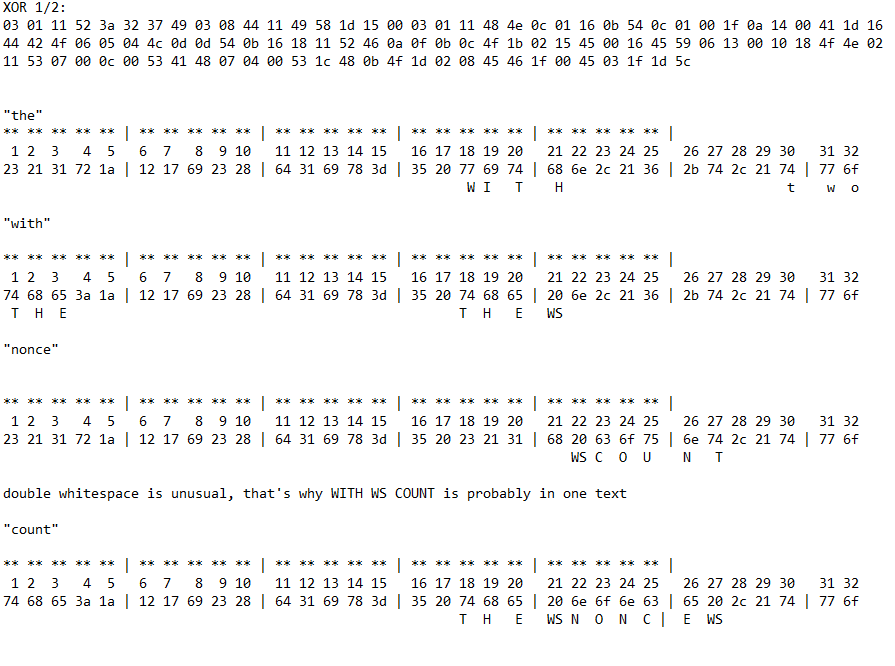 XOR 1/2:
03 01 11 52 3a 32 37 49 03 08 44 11 49 58 1d 15 00 03 01 11 48 4e 0c 01 16 0b 54 0c 01 00 1f 0a 14 00 41 1d 16
44 42 4f 06 05 04 4c 0d 0d 54 0b 16 18 11 52 46 0a 0f 0b 0c 4f 1b 02 15 45 00 16 45 59 06 13 00 10 18 4f 4e 02
11 53 07 00 0c 00 53 41 48 07 04 00 53 1c 48 0b 4f 1d 02 08 45 46 1f 00 45 03 1f 1d 5c
"the"
** ** ** ** ** | ** ** ** ** ** | ** ** ** ** ** | ** ** ** ** ** | ** ** ** ** ** |
1 2 3 4 5 6 7 8 9 10 11 12 13 14 15 16 17 18 19 20 21 22 23 24 25 26 27 28 29 30 31 32
23 21 31 72 1a | 12 17 69 23 28 | 64 31 69 78 3d | 35 20 77 69 74 | 68 6e 2c 21 36 | 2b 74 2c 21 74 | 77 6f
W I T H t w o
"with"
** ** ** ** ** | ** ** ** ** ** | ** ** ** ** ** | ** ** ** ** ** | ** ** ** ** ** |
1 2 3 4 5 6 7 8 9 10 11 12 13 14 15 16 17 18 19 20 21 22 23 24 25 26 27 28 29 30 31 32
74 68 65 3a 1a | 12 17 69 23 28 | 64 31 69 78 3d | 35 20 74 68 65 | 20 6e 2c 21 36 | 2b 74 2c 21 74 | 77 6f
T H E T H E WS
"nonce"
** ** ** ** ** | ** ** ** ** ** | ** ** ** ** ** | ** ** ** ** ** | ** ** ** ** ** |
1 2 3 4 5 6 7 8 9 10 11 12 13 14 15 16 17 18 19 20 21 22 23 24 25 26 27 28 29 30 31 32
23 21 31 72 1a | 12 17 69 23 28 | 64 31 69 78 3d | 35 20 23 21 31 | 68 20 63 6f 75 | 6e 74 2c 21 74 | 77 6f
WS C O U N T
double whitespace is unusual, that's why WITH WS COUNT is probably in one text
"count"
** ** ** ** ** | ** ** ** ** ** | ** ** ** ** ** | ** ** ** ** ** | ** ** ** ** ** |
1 2 3 4 5 6 7 8 9 10 11 12 13 14 15 16 17 18 19 20 21 22 23 24 25 26 27 28 29 30 31 32
74 68 65 3a 1a | 12 17 69 23 28 | 64 31 69 78 3d | 35 20 74 68 65 | 20 6e 6f 6e 63 | 65 20 2c 21 74 | 77 6f
T H E WS N O N C | E WS